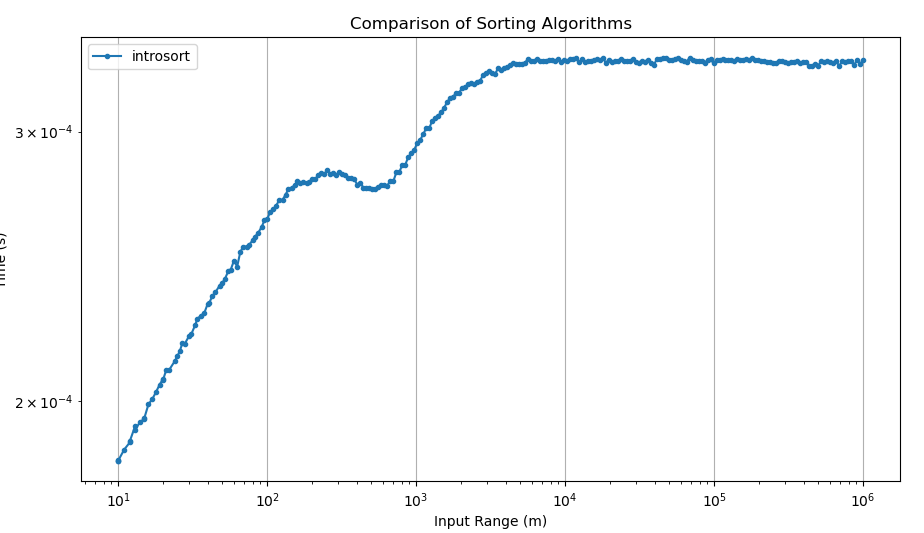 Comparison of Sorting Algorithms
introsort
3 × 10⁻⁴
2 × 10⁻⁴
Time (s)
10¹ 10² 10³ 10⁴ 10⁵ 10⁶
Input Range (m)